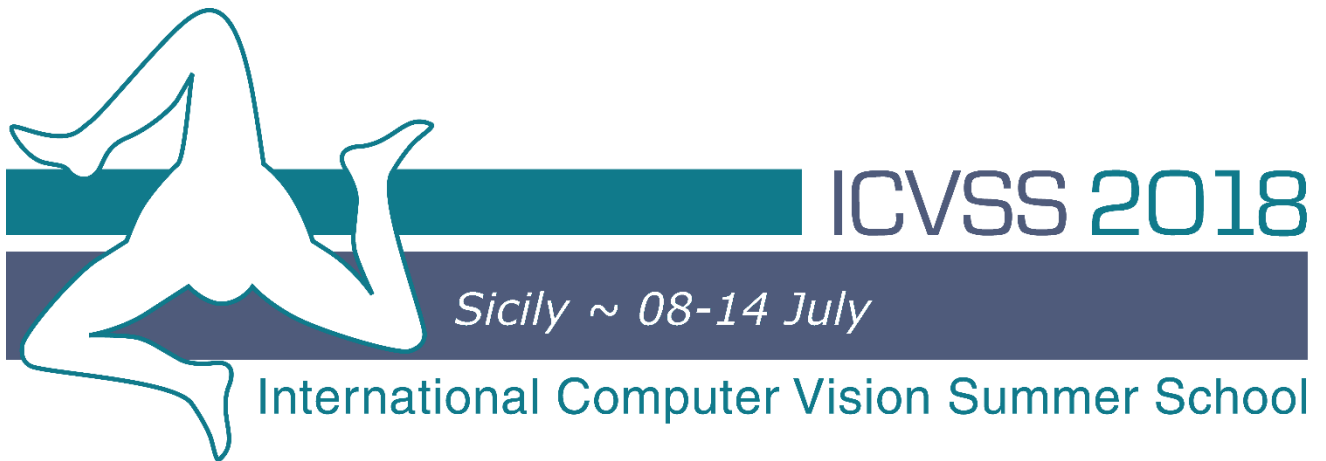 ICVSS 2018
Sicily ~ 08-14 July
International Computer Vision Summer School